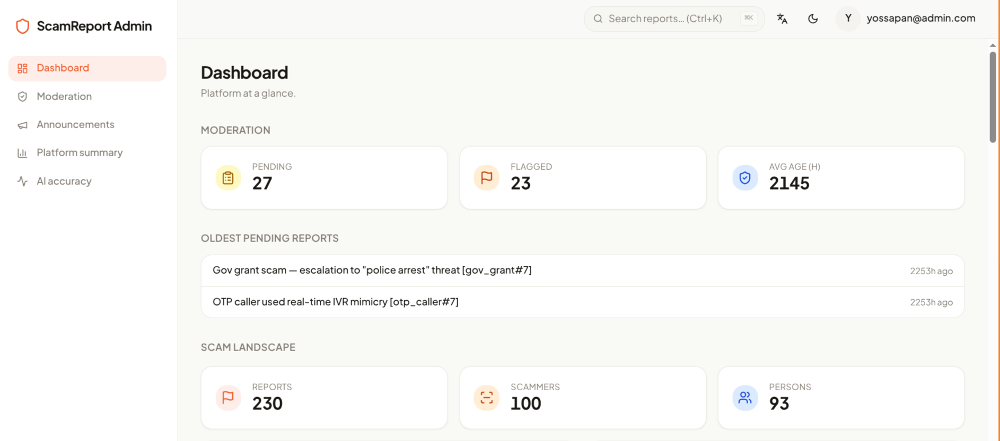 ScamReport Admin
Search reports... (Ctrl+K)
⌘K
Y
yossapan@admin.com
Dashboard
Moderation
Announcements
Platform summary
AI accuracy
Dashboard
Platform at a glance.
MODERATION
PENDING
27
FLAGGED
23
AVG AGE (H)
2145
OLDEST PENDING REPORTS
Gov grant scam — escalation to "police arrest" threat [gov_grant#7]
2253h ago
OTP caller used real-time IVR mimicry [otp_caller#7]
2253h ago
SCAM LANDSCAPE
REPORTS
230
SCAMMERS
100
PERSONS
93